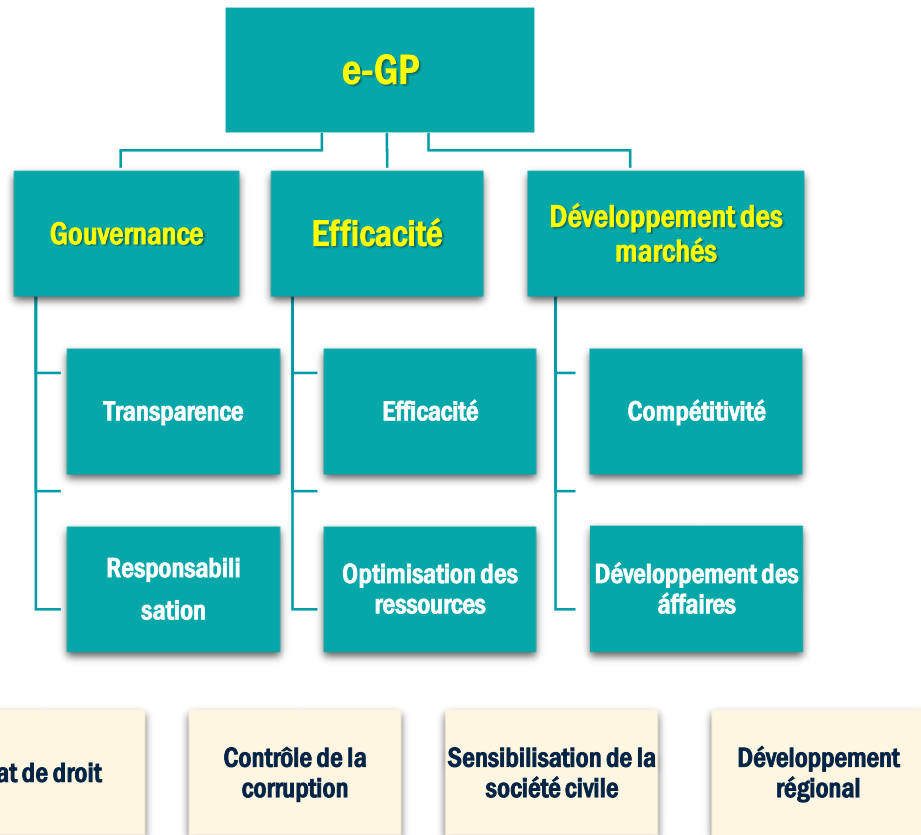 e-GP
Gouvernance
Efficacité
Développement des
marchés
Transparence
Efficacité
Compétitivité
Responsabili
sation
Optimisation des
ressources
Développement des
áffaires
at de droit
Contrôle de la
corruption
Sensibilisation de la
société civile
Développement
régional